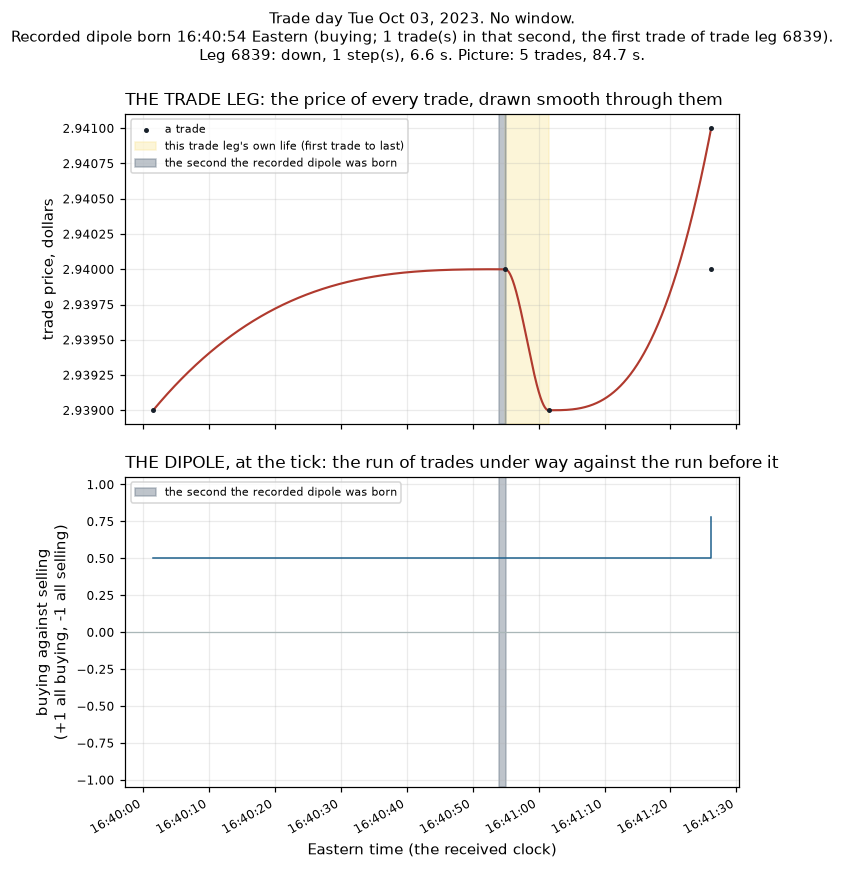 Trade day Tue Oct 03, 2023. No window.
Recorded dipole born 16:40:54 Eastern (buying; 1 trade(s) in that second, the first trade of trade leg 6839).
Leg 6839: down, 1 step(s), 6.6 s. Picture: 5 trades, 84.7 s.
THE TRADE LEG: the price of every trade, drawn smooth through them
a trade
this trade leg's own life (first trade to last)
the second the recorded dipole was born
2.94100
2.94075
2.94050
2.94025
2.94000
2.93975
2.93950
2.93925
2.93900
trade price, dollars
THE DIPOLE, at the tick: the run of trades under way against the run before it
the second the recorded dipole was born
1.00
0.75
0.50
0.25
0.00
−0.25
−0.50
−0.75
−1.00
buying against selling
(+1 all buying, -1 all selling)
16:40:00
16:40:10
16:40:20
16:40:30
16:40:40
16:40:50
16:41:00
16:41:10
16:41:20
16:41:30
Eastern time (the received clock)